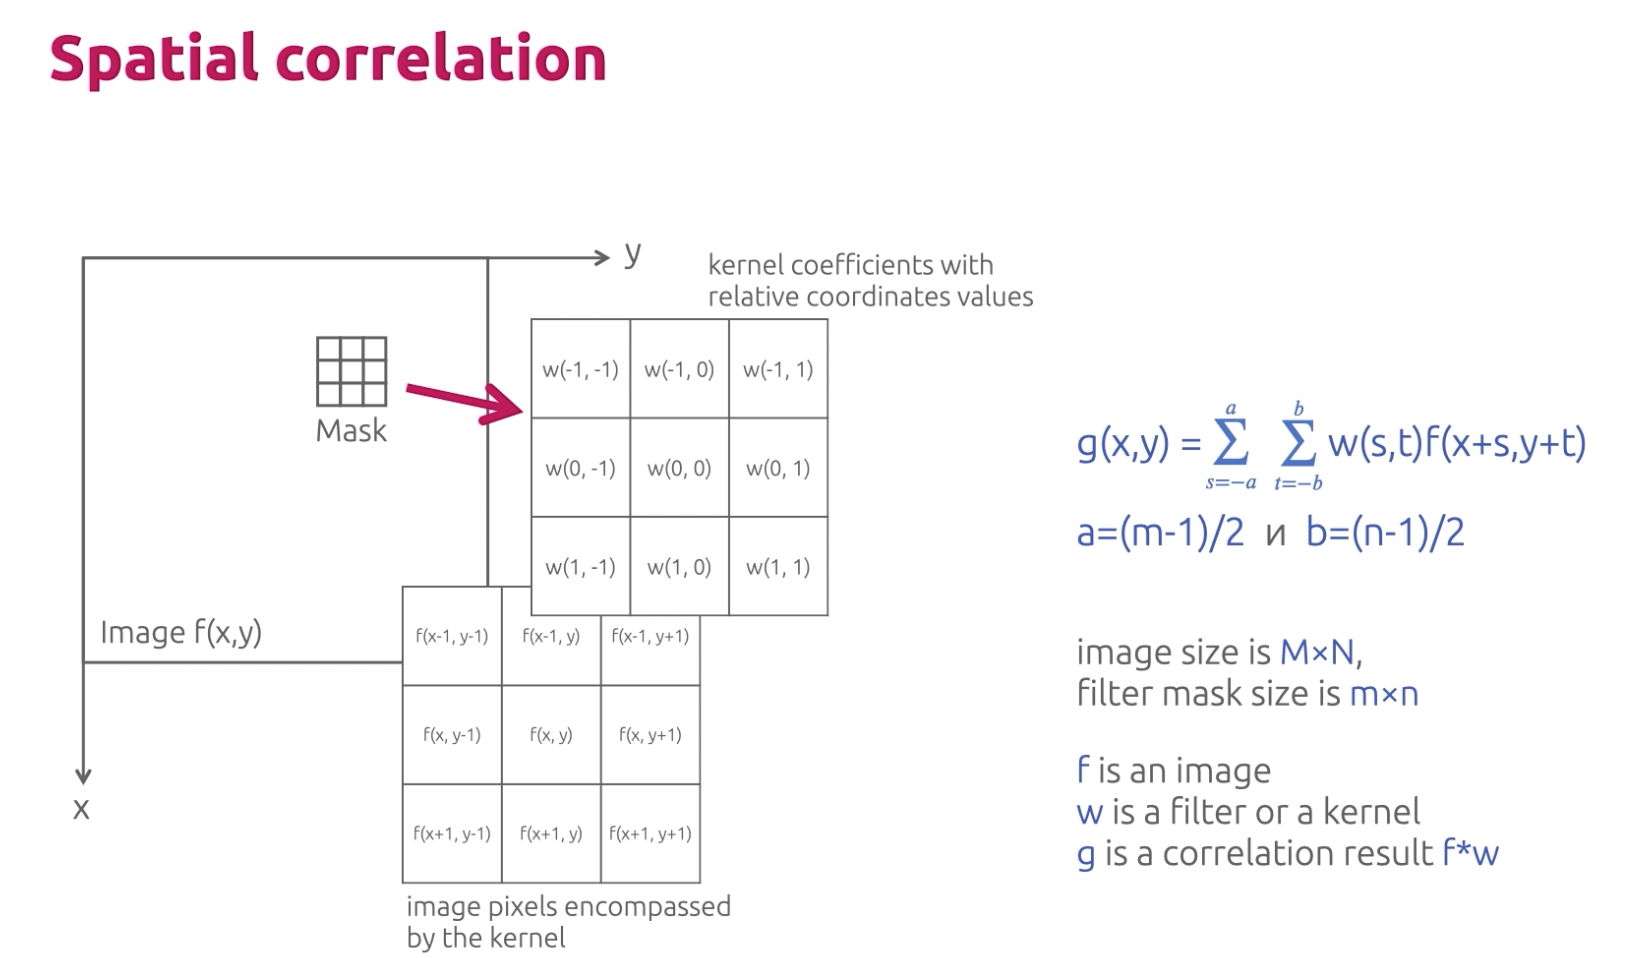 Spatial correlation
y
kernel coefficients with
relative coordinates values
w(-1, -1) w(-1, 0) w(-1, 1)
Mask
w(0, -1) w(0, 0) w(0, 1)
w(1, -1) w(1, 0) w(1, 1)
Image f(x,y)
f(x-1, y-1) f(x-1, y) f(x-1, y+1)
f(x, y-1) f(x, y) f(x, y+1)
x
f(x+1, y-1) f(x+1, y) f(x+1, y+1)
image pixels encompassed
by the kernel
a b
g(x,y) = Σ Σ w(s,t)f(x+s,y+t)
s=−a t=−b
a=(m-1)/2 и b=(n-1)/2
image size is M×N,
filter mask size is m×n
f is an image
w is a filter or a kernel
g is a correlation result f*w